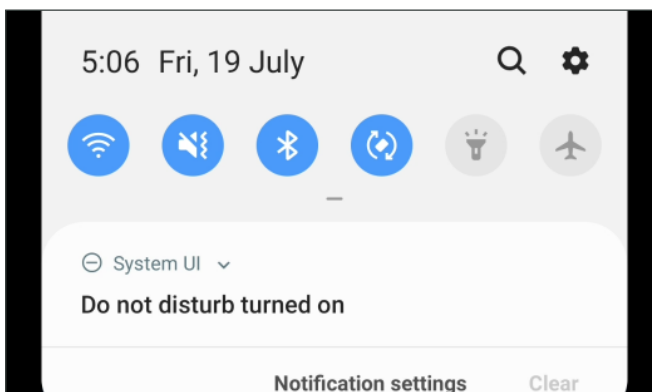 5:06 Fri, 19 July
System UI
Do not disturb turned on
Notification settings Clear